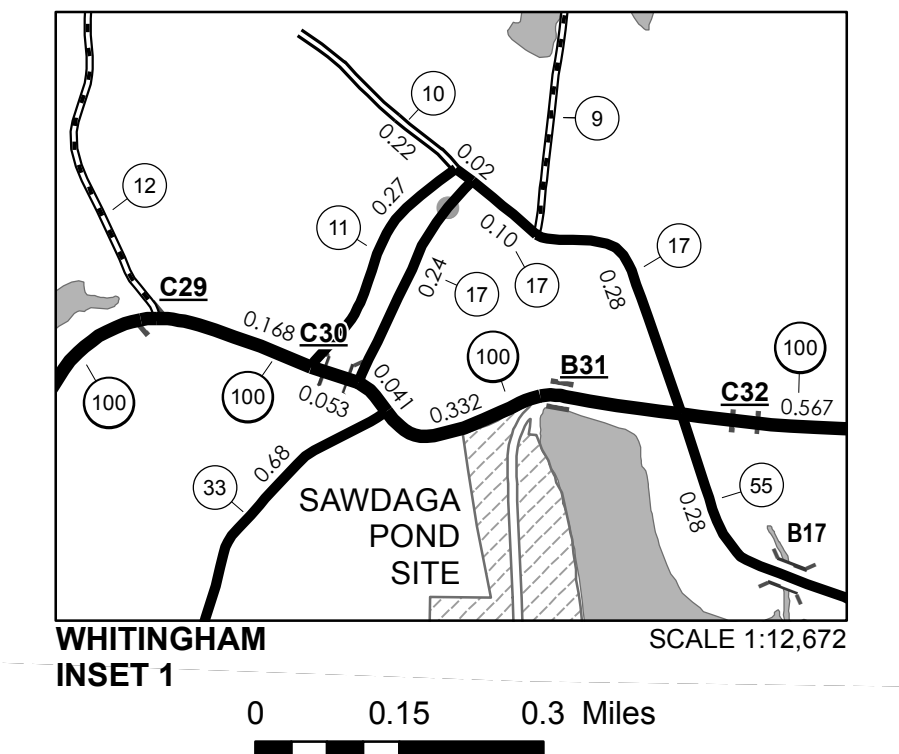 10
9
0.22
0.02
12
0.27
11
0.10
17
0.24
17
17
0.28
C29
0.168
C30
100
B31
100
C32
0.567
100
100
0.053
0.041
0.332
0.68
33
55
0.28
B17
SAWDAGA
POND
SITE
WHITINGHAM
INSET 1
SCALE 1:12,672
0 0.15 0.3 Miles